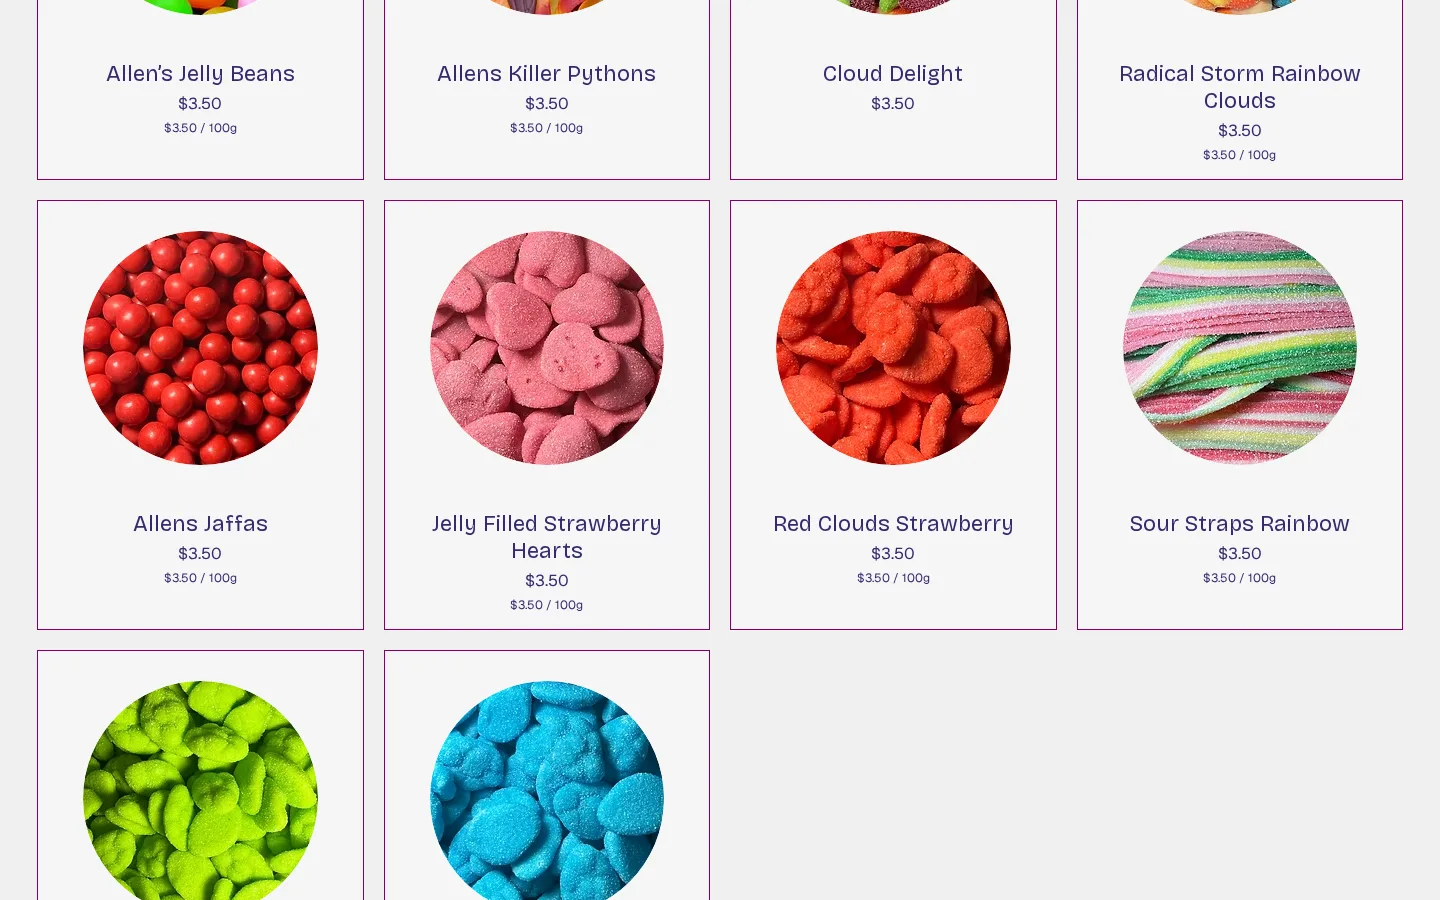 Allen’s Jelly Beans
$3.50
$3.50 / 100g
Allens Killer Pythons
$3.50
$3.50 / 100g
Cloud Delight
$3.50
Radical Storm Rainbow
Clouds
$3.50
$3.50 / 100g
Allens Jaffas
$3.50
$3.50 / 100g
Jelly Filled Strawberry
Hearts
$3.50
$3.50 / 100g
Red Clouds Strawberry
$3.50
$3.50 / 100g
Sour Straps Rainbow
$3.50
$3.50 / 100g